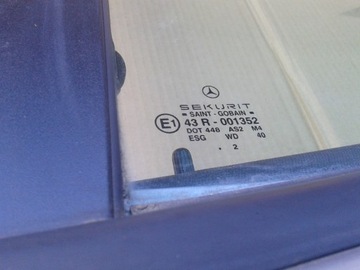 SEKURIT
SAINT-GOBAIN
E1 43 R - 001352
DOT 448 AS2 M4
ESG WD 40
. 2